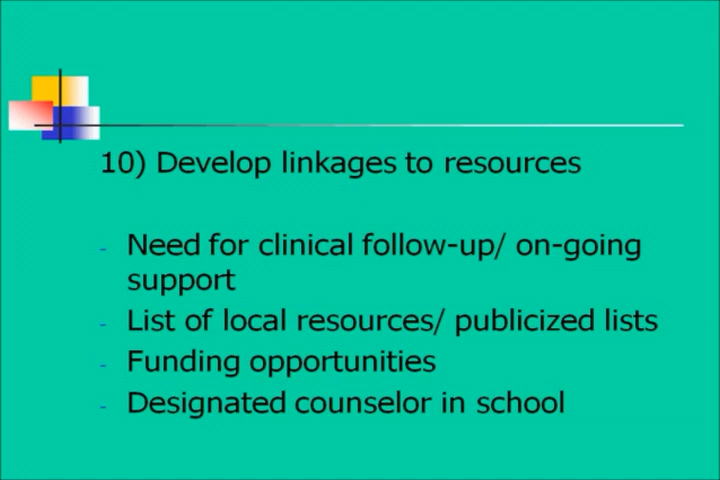 10) Develop linkages to resources
- Need for clinical follow-up/ on-going
support
- List of local resources/ publicized lists
- Funding opportunities
- Designated counselor in school